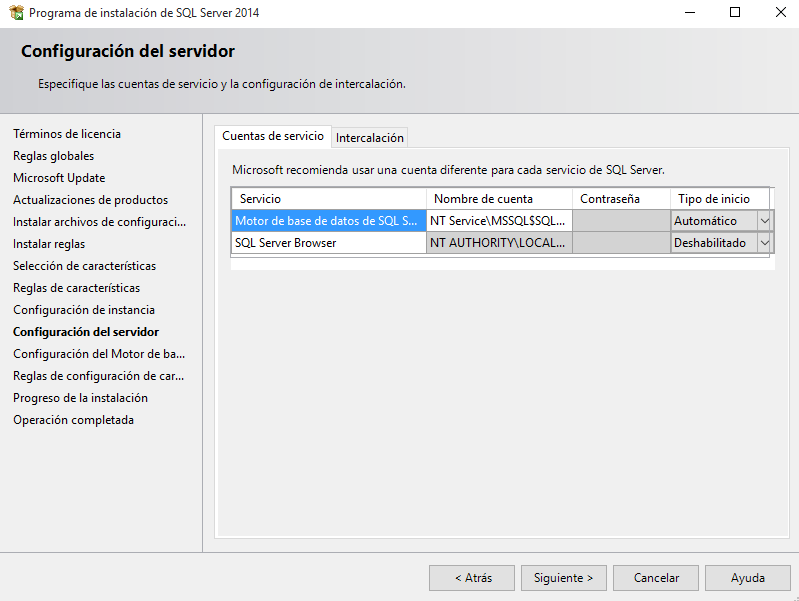 Programa de instalación de SQL Server 2014
Configuración del servidor
Especifique las cuentas de servicio y la configuración de intercalación.
Términos de licencia
Reglas globales
Microsoft Update
Actualizaciones de productos
Instalar archivos de configuraci...
Instalar reglas
Selección de características
Reglas de características
Configuración de instancia
Configuración del servidor
Configuración del Motor de ba...
Reglas de configuración de car...
Progreso de la instalación
Operación completada
Cuentas de servicio Intercalación
Microsoft recomienda usar una cuenta diferente para cada servicio de SQL Server.
Servicio Nombre de cuenta Contraseña Tipo de inicio
Motor de base de datos de SQL S... NT Service\MSSQL$SQL... Automático
SQL Server Browser NT AUTHORITY\LOCAL... Deshabilitado
< Atrás Siguiente > Cancelar Ayuda